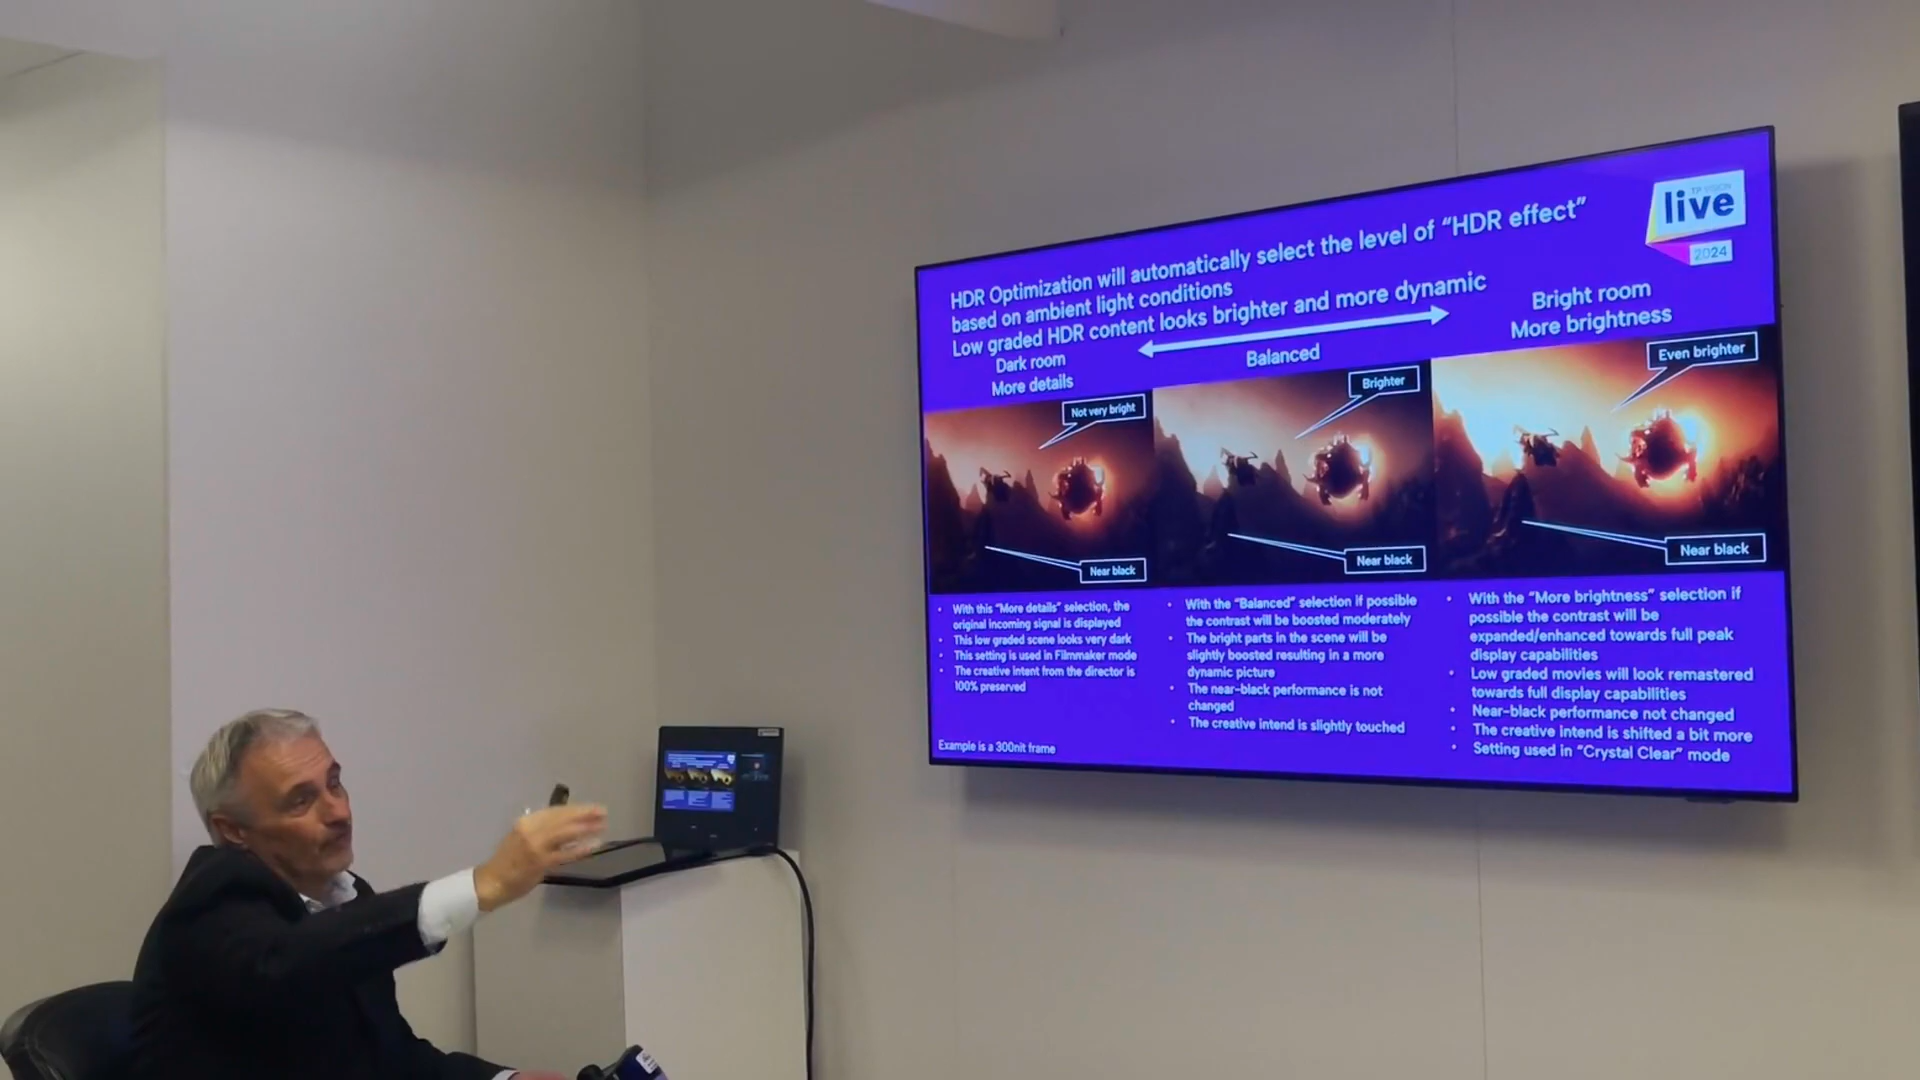 TP VISION
live
2024
HDR Optimization will automatically select the level of “HDR effect”
based on ambient light conditions
Low graded HDR content looks brighter and more dynamic
Dark room
More details
Balanced
Bright room
More brightness
Not very bright
Near black
Brighter
Near black
Even brighter
Near black
• With this “More details” selection, the
original incoming signal is displayed
• This low graded scene looks very dark
• This setting is used in Filmmaker mode
• The creative intent from the director is
100% preserved
• With the “Balanced” selection if possible
the contrast will be boosted moderately
• The bright parts in the scene will be
slightly boosted resulting in a more
dynamic picture
• The near-black performance is not
changed
• The creative intend is slightly touched
• With the “More brightness” selection if
possible the contrast will be
expanded/enhanced towards full peak
display capabilities
• Low graded movies will look remastered
towards full display capabilities
• Near-black performance not changed
• The creative intend is shifted a bit more
• Setting used in “Crystal Clear” mode
Example is a 300nit frame